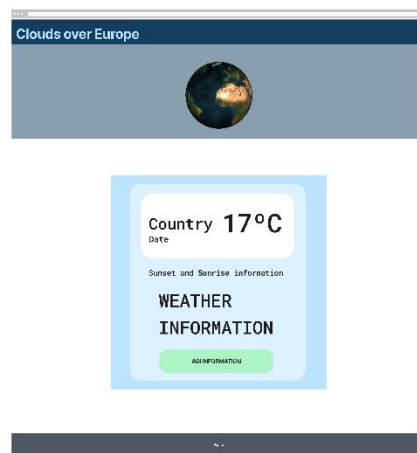 Clouds over Europe
Country 17°C
Date
Sunset and Sunrise information
WEATHER
INFORMATION
AQI INFORMATION